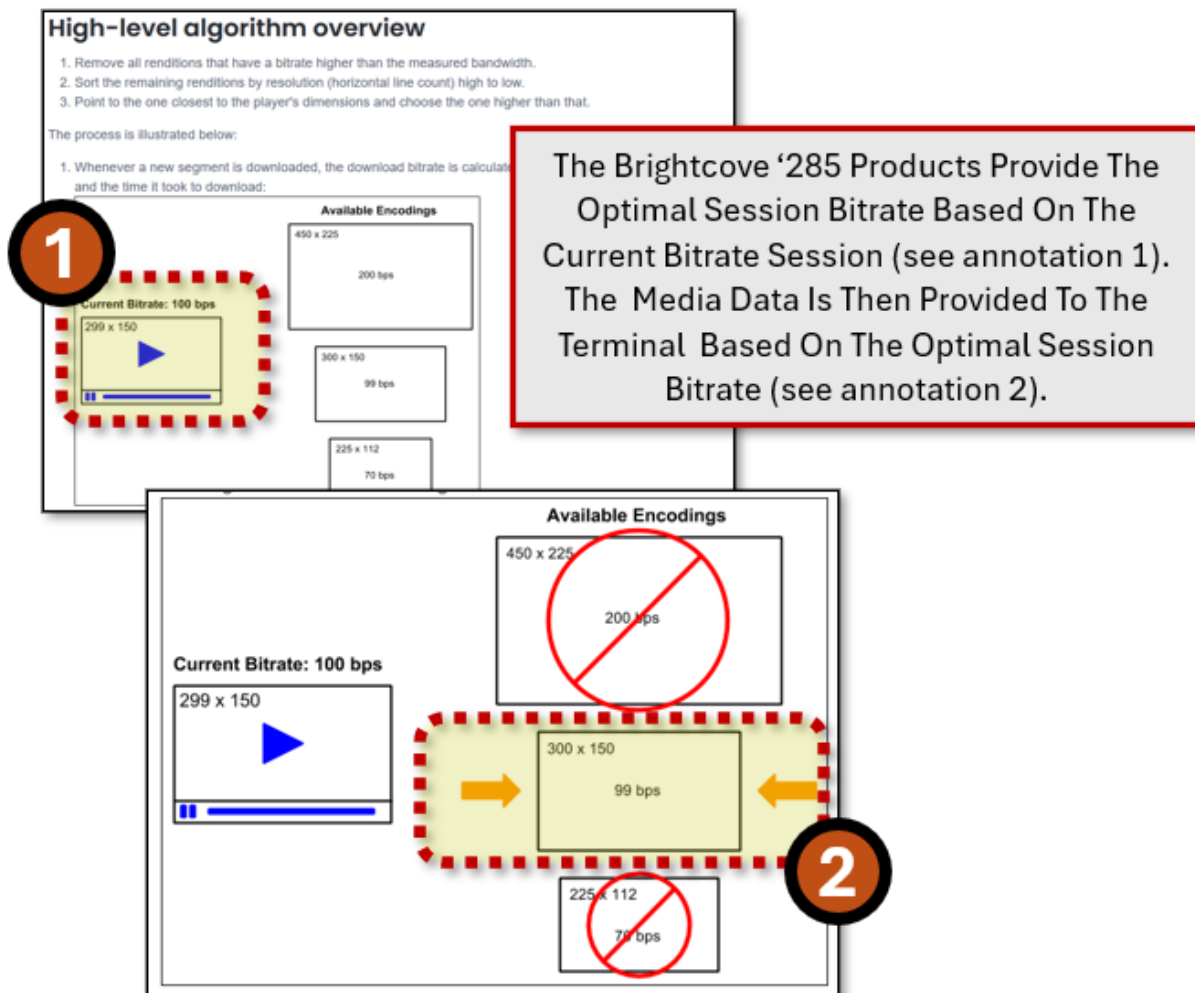 High-level algorithm overview
1. Remove all renditions that have a bitrate higher than the measured bandwidth.
2. Sort the remaining renditions by resolution (horizontal line count) high to low.
3. Point to the one closest to the player's dimensions and choose the one higher than that.
The process is illustrated below:
1. Whenever a new segment is downloaded, the download bitrate is calculate
and the time it took to download:
The Brightcove ‘285 Products Provide The
Optimal Session Bitrate Based On The
Current Bitrate Session (see annotation 1).
The Media Data Is Then Provided To The
Terminal Based On The Optimal Session
Bitrate (see annotation 2).
1
Available Encodings
450 x 225
200 bps
Current Bitrate: 100 bps
299 x 150
300 x 150
99 bps
225 x 112
70 bps
Available Encodings
450 x 225
200 bps
Current Bitrate: 100 bps
299 x 150
300 x 150
99 bps
2
225 x 112
70 bps